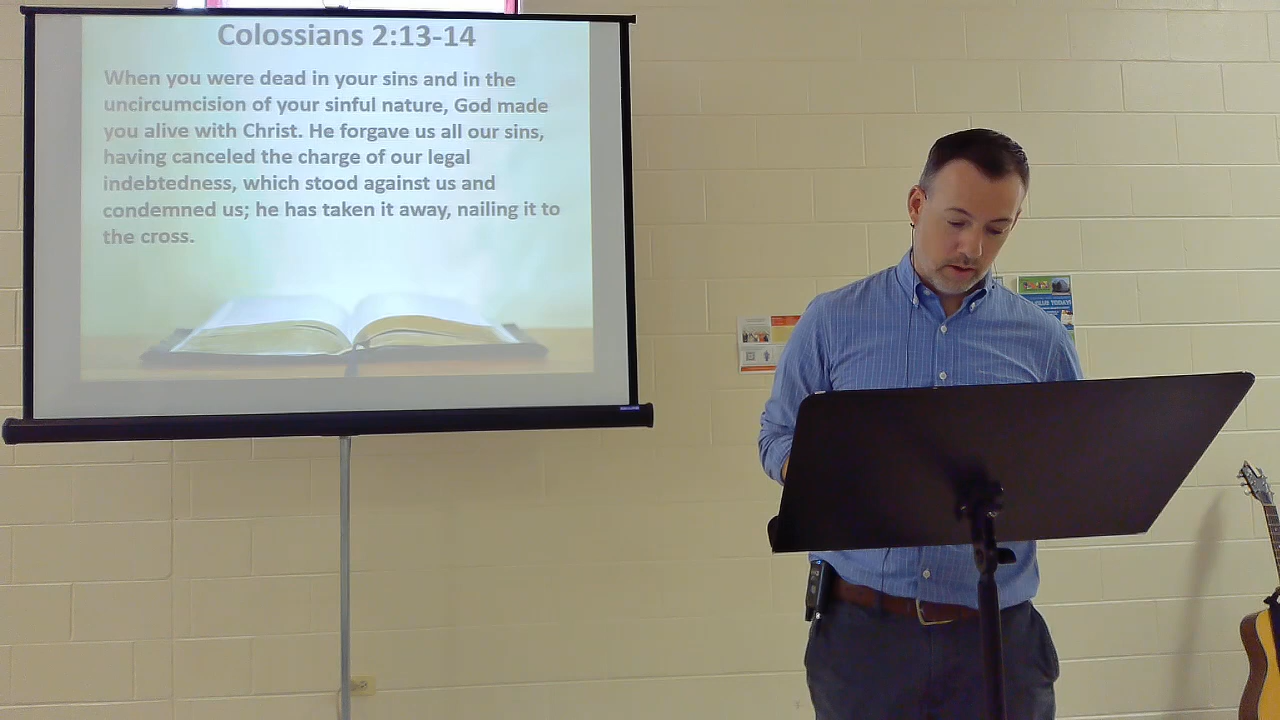 Colossians 2:13-14
When you were dead in your sins and in the
uncircumcision of your sinful nature, God made
you alive with Christ. He forgave us all our sins,
having canceled the charge of our legal
indebtedness, which stood against us and
condemned us; he has taken it away, nailing it to
the cross.